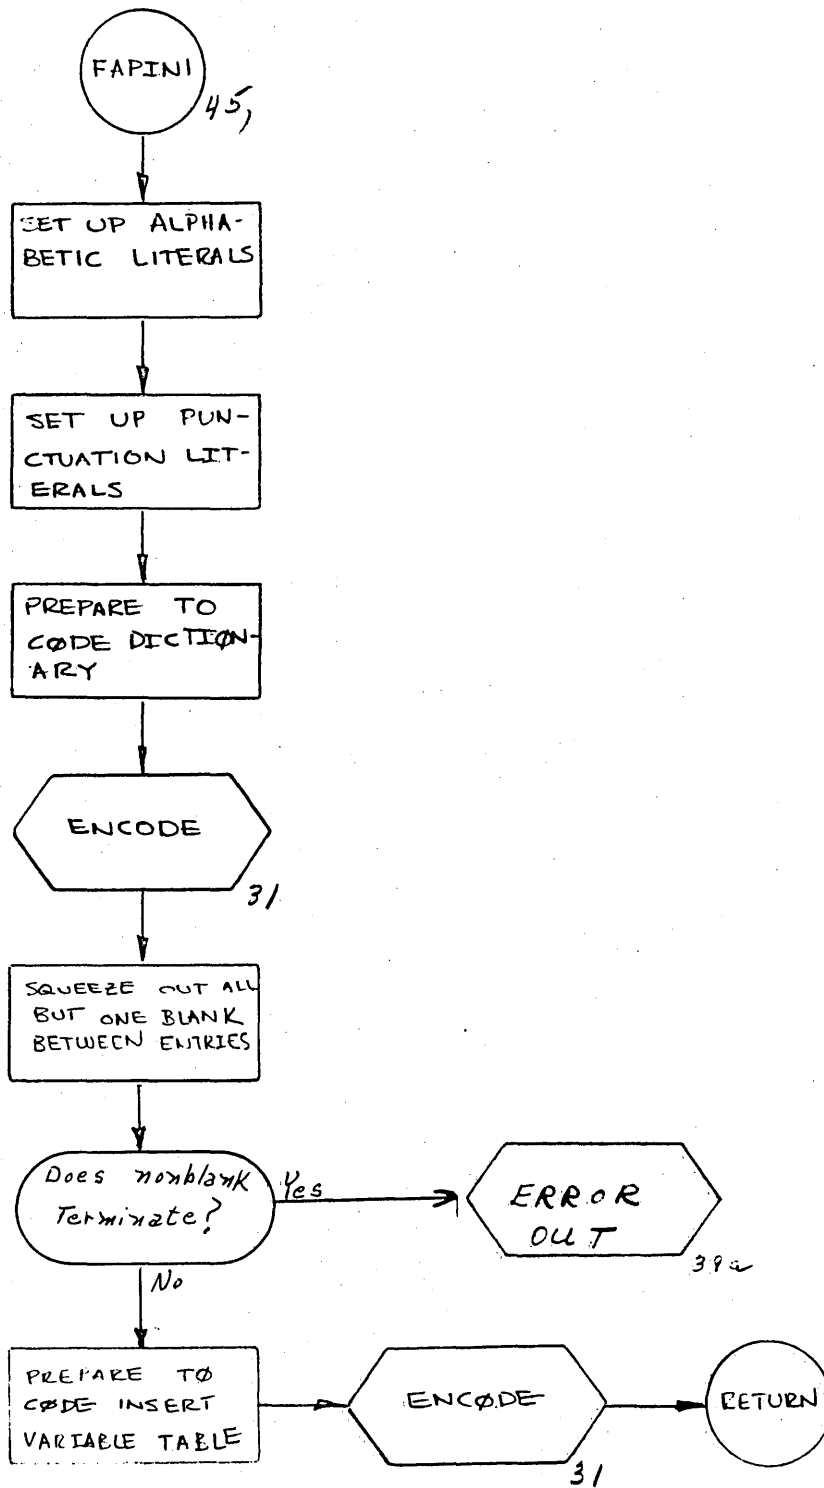 FAPINI
45,
SET UP ALPHA-
BETIC LITERALS
SET UP PUN-
CTUATION LIT-
ERALS
PREPARE TO
CØDE DICTIØN-
ARY
ENCODE
31
SQUEEZE OUT ALL
BUT ONE BLANK
BETWEEN ENTRIES
Does nonblank
Terminate?
Yes
ERROR
OUT
39a
No
PREPARE TØ
CØDE INSERT
VARIABLE TABLE
ENCØDE
31
RETURN